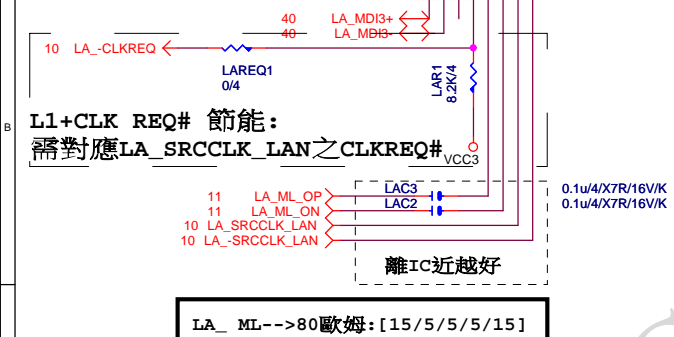 40 LA_MDI3+
40 LA_MDI3-
10 LA_-CLKREQ
LAREQ1
0/4
LAR1
8.2K/4
B
L1+CLK REQ# 節能:
需對應LA_SRCCLK_LAN之CLKREQ#
VCC3
11 LA_ML_OP LAC3 0.1u/4/X7R/16V/K
11 LA_ML_ON LAC2 0.1u/4/X7R/16V/K
10 LA_SRCCLK_LAN
10 LA_-SRCCLK_LAN
離IC近越好
LA_ ML-->80歐姆:[15/5/5/5/15]